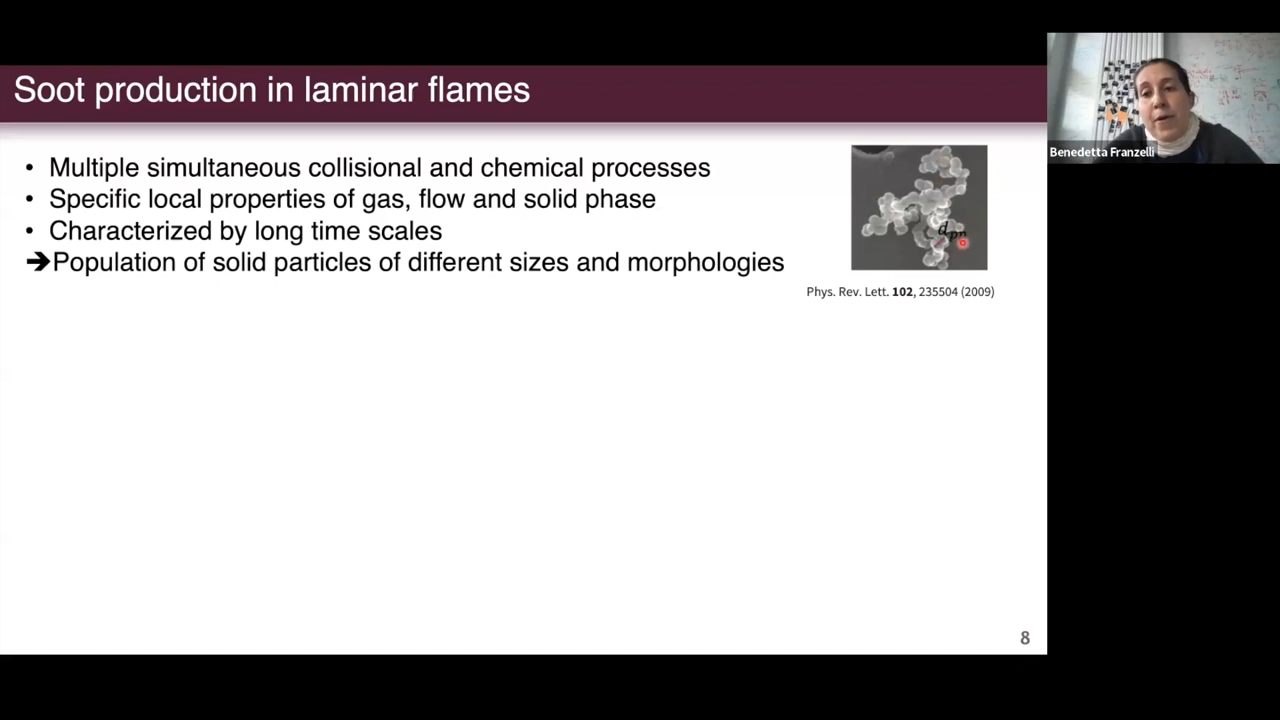 Soot production in laminar flames
• Multiple simultaneous collisional and chemical processes
• Specific local properties of gas, flow and solid phase
• Characterized by long time scales
➔Population of solid particles of different sizes and morphologies
Phys. Rev. Lett. 102, 235504 (2009)
8
Benedetta Franzelli